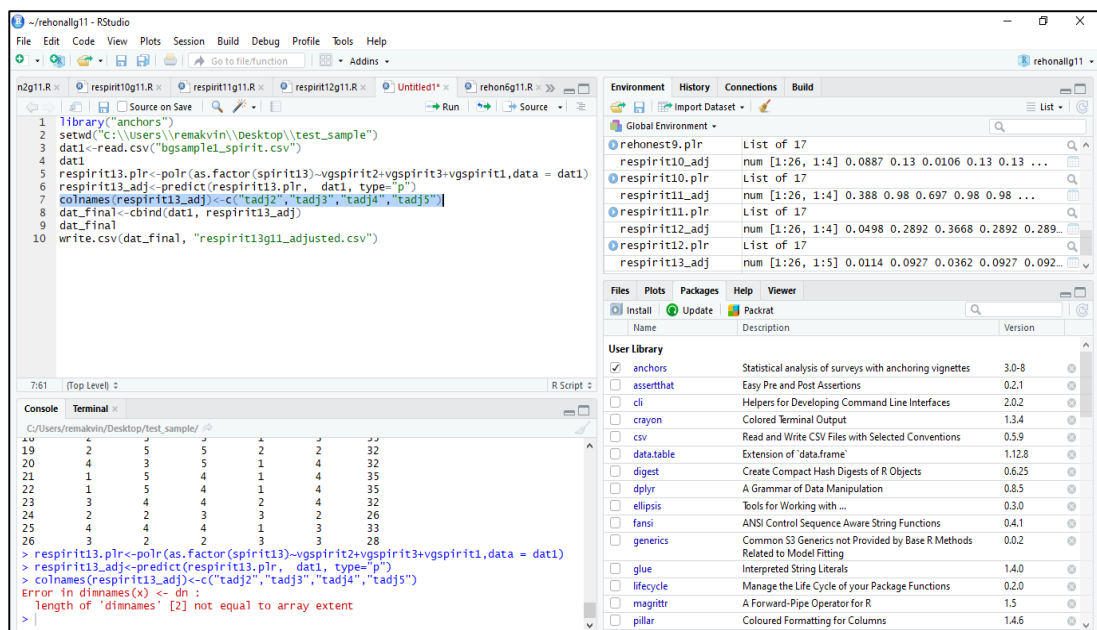 ~/rehonallg11 - RStudio
File Edit Code View Plots Session Build Debug Profile Tools Help
Go to file/function Addins rehonallg11
n2g11.R × respirit10g11.R × respirit11g11.R × respirit12g11.R × Untitled1* × rehon6g11.R ×
Source on Save Run Source
1 library("anchors")
2 setwd("C:\\Users\\remakvin\\Desktop\\test_sample")
3 dat1<-read.csv("bgsample1_spirit.csv")
4 dat1
5 respirit13.plr<-polr(as.factor(spirit13)~vgspirit2+vgspirit3+vgspirit1,data = dat1)
6 respirit13_adj<-predict(respirit13.plr,  dat1, type="p")
7 colnames(respirit13_adj)<-c("tadj2","tadj3","tadj4","tadj5")
8 dat_final<-cbind(dat1, respirit13_adj)
9 dat_final
10 write.csv(dat_final, "respirit13g11_adjusted.csv")
7:61 (Top Level) R Script
Console Terminal ×
C:/Users/remakvin/Desktop/test_sample/
19 2 5 5 2 2 32
20 4 3 5 1 4 32
21 1 5 4 1 4 35
22 1 5 4 1 4 35
23 3 4 4 2 4 32
24 2 2 3 3 2 26
25 4 4 4 1 3 33
26 3 2 2 3 3 28
> respirit13.plr<-polr(as.factor(spirit13)~vgspirit2+vgspirit3+vgspirit1,data = dat1)
> respirit13_adj<-predict(respirit13.plr,  dat1, type="p")
> colnames(respirit13_adj)<-c("tadj2","tadj3","tadj4","tadj5")
Error in dimnames(x) <- dn :
  length of 'dimnames' [2] not equal to array extent
>
Environment History Connections Build
Import Dataset List
Global Environment
rehonest9.plr List of 17
respirit10_adj num [1:26, 1:4] 0.0887 0.13 0.0106 0.13 0.13 ...
respirit10.plr List of 17
respirit11_adj num [1:26, 1:4] 0.388 0.98 0.697 0.98 0.98 ...
respirit11.plr List of 17
respirit12_adj num [1:26, 1:4] 0.0498 0.2892 0.3668 0.2892 0.289...
respirit12.plr List of 17
respirit13_adj num [1:26, 1:5] 0.0114 0.0927 0.0362 0.0927 0.092...
Files Plots Packages Help Viewer
Install Update Packrat
Name Description Version
User Library
anchors Statistical analysis of surveys with anchoring vignettes 3.0-8
assertthat Easy Pre and Post Assertions 0.2.1
cli Helpers for Developing Command Line Interfaces 2.0.2
crayon Colored Terminal Output 1.3.4
csv Read and Write CSV Files with Selected Conventions 0.5.9
data.table Extension of `data.frame` 1.12.8
digest Create Compact Hash Digests of R Objects 0.6.25
dplyr A Grammar of Data Manipulation 0.8.5
ellipsis Tools for Working with ... 0.3.0
fansi ANSI Control Sequence Aware String Functions 0.4.1
generics Common S3 Generics not Provided by Base R Methods 0.0.2
Related to Model Fitting
glue Interpreted String Literals 1.4.0
lifecycle Manage the Life Cycle of your Package Functions 0.2.0
magrittr A Forward-Pipe Operator for R 1.5
pillar Coloured Formatting for Columns 1.4.6